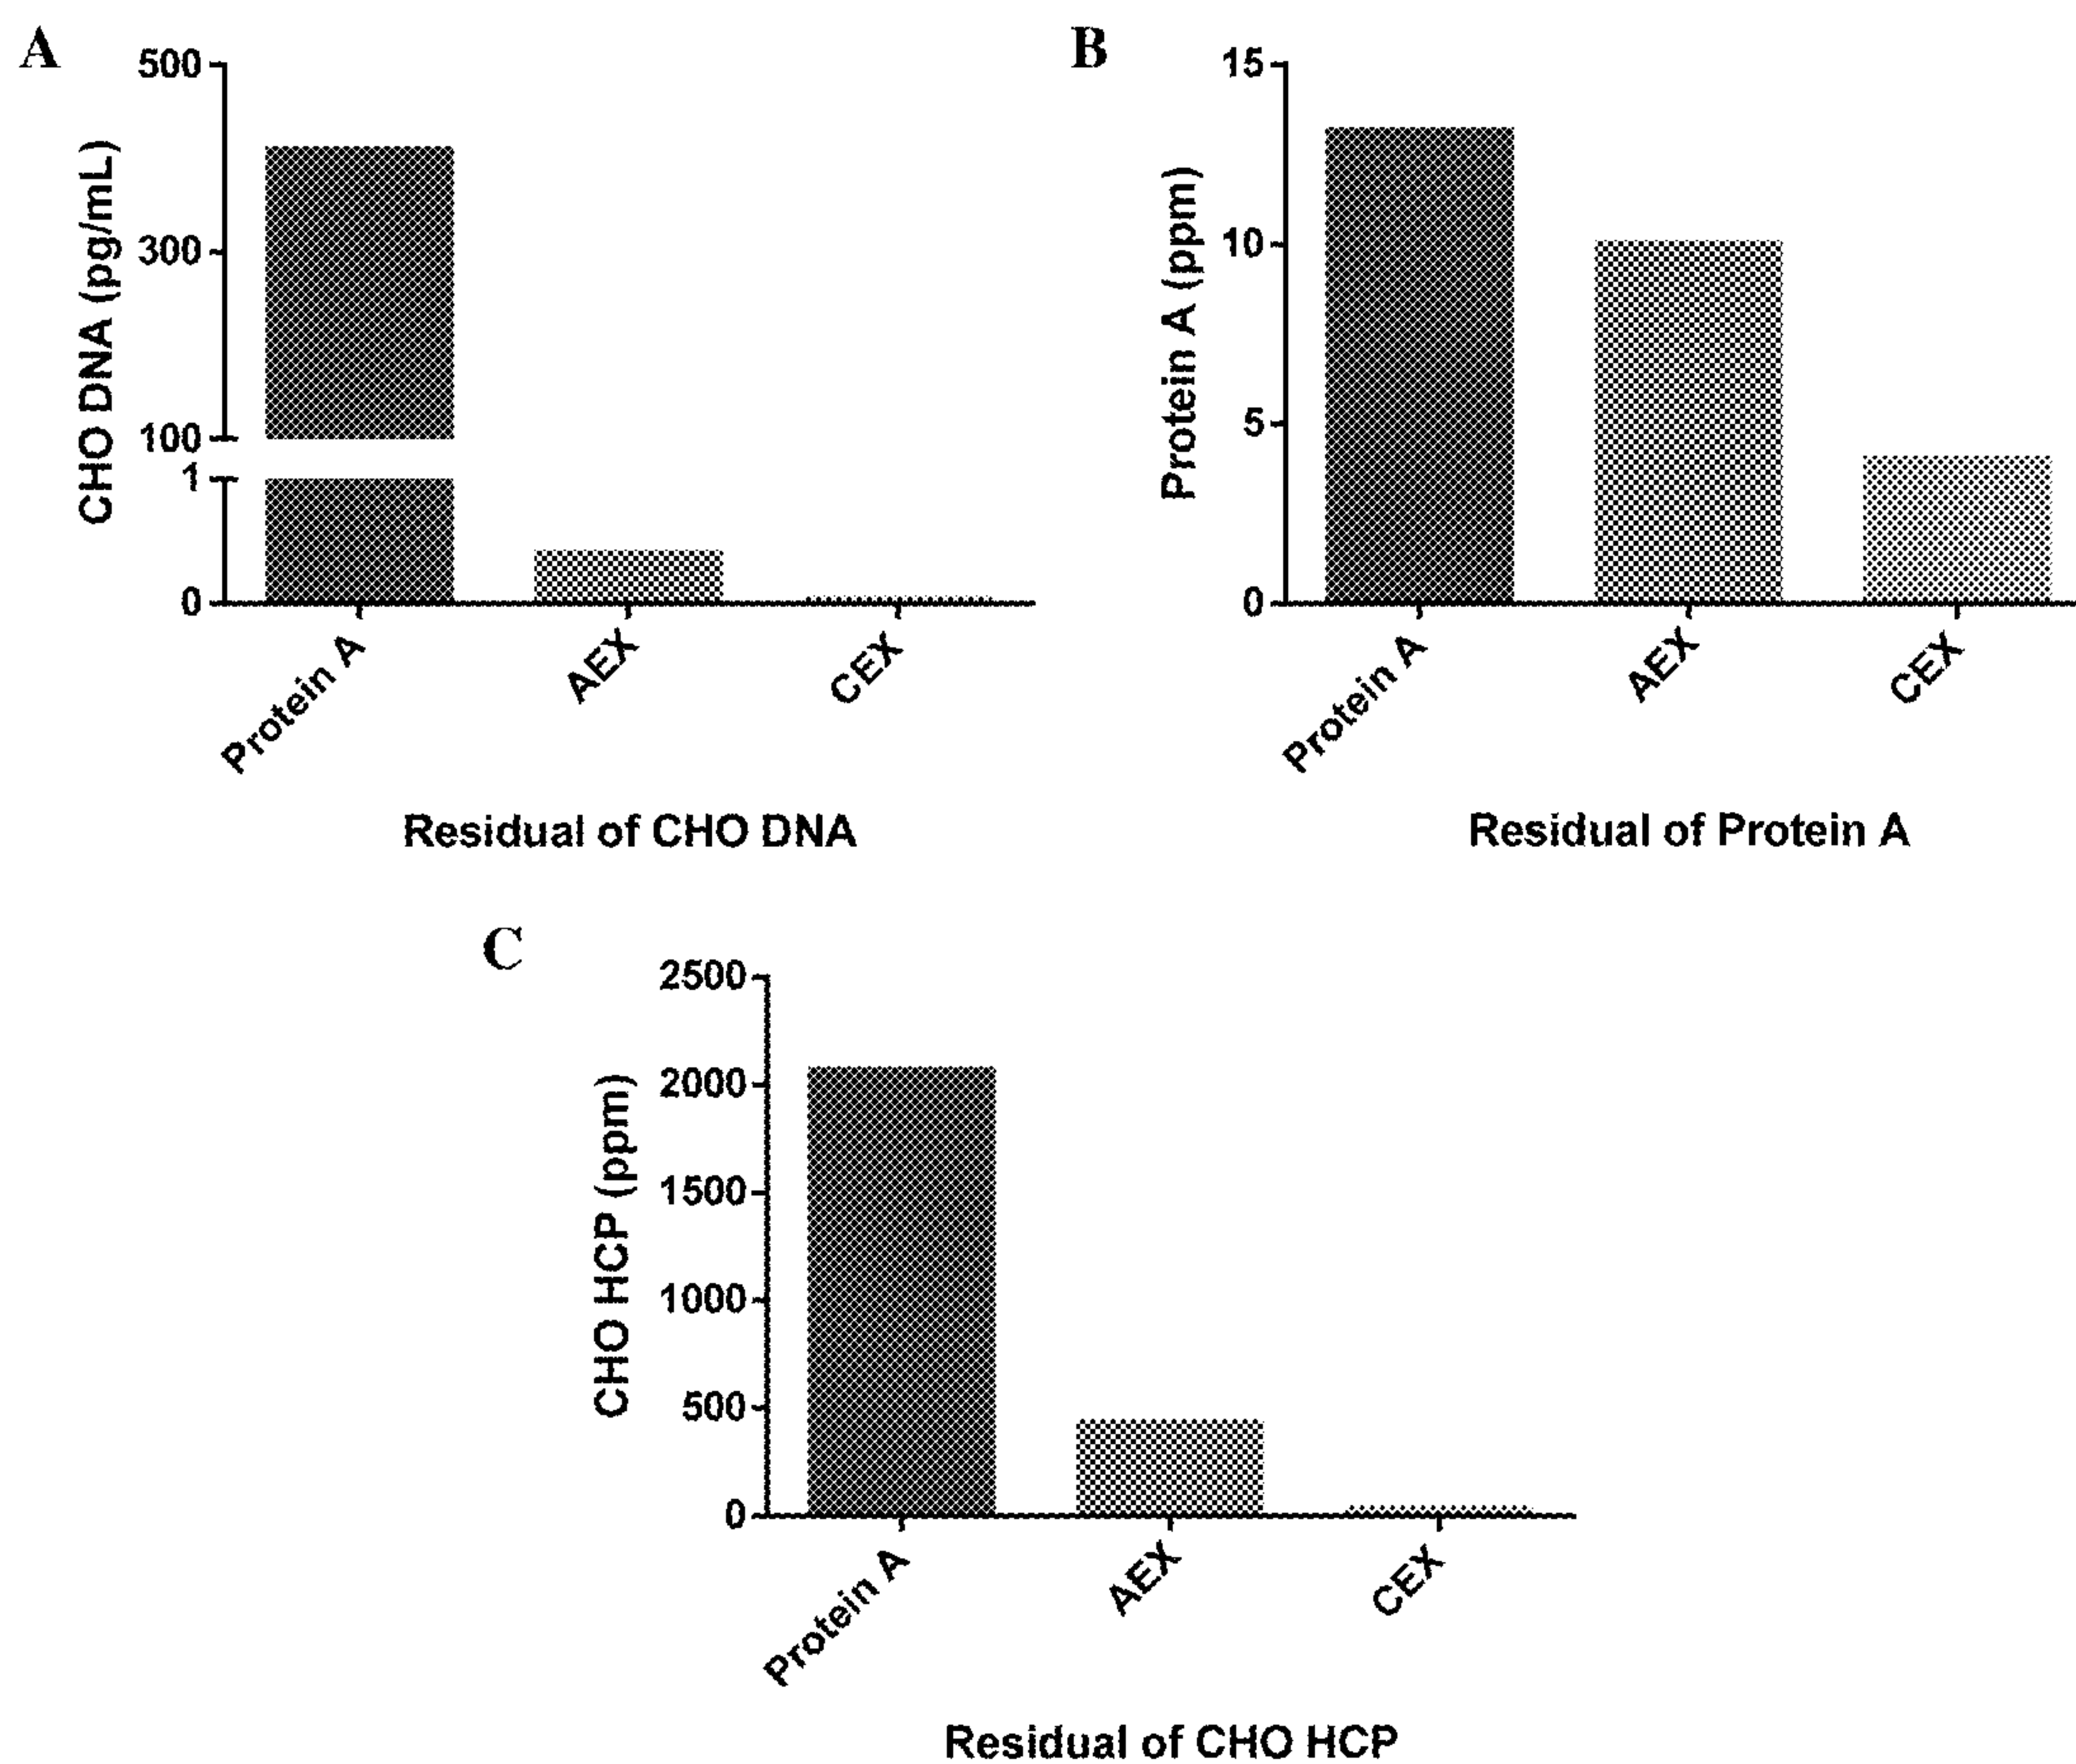 A
500
300
100
1
0
CHO DNA (pg/mL)
Protein A
AEX
CEX
Residual of CHO DNA
B
15
10
5
0
Protein A (ppm)
Protein A
AEX
CEX
Residual of Protein A
C
2500
2000
1500
1000
500
0
CHO HCP (ppm)
Protein A
AEX
CEX
Residual of CHO HCP